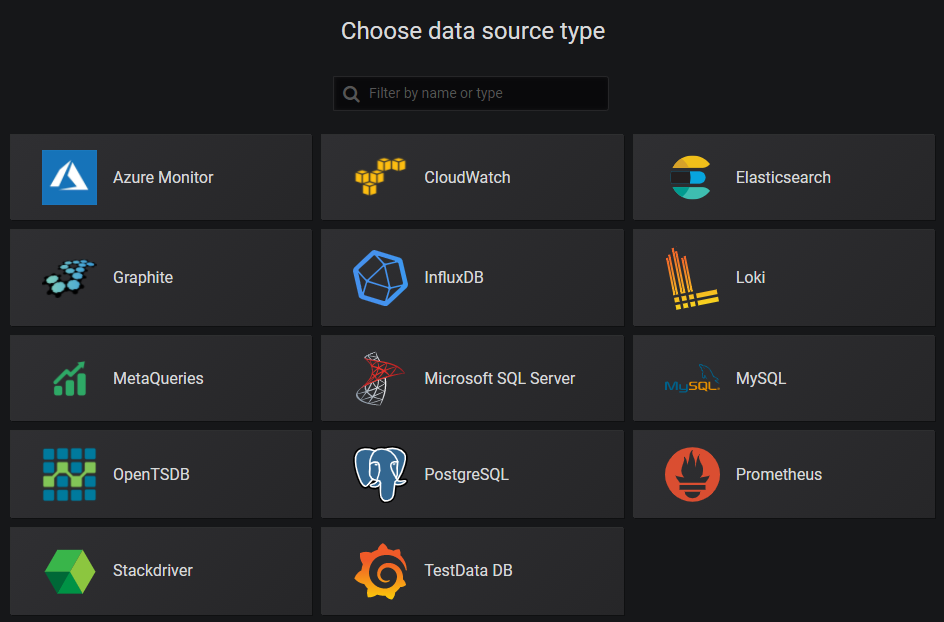 Choose data source type
Filter by name or type
Azure Monitor
CloudWatch
Elasticsearch
Graphite
InfluxDB
Loki
MetaQueries
Microsoft SQL Server
MySQL
MySQL
OpenTSDB
PostgreSQL
Prometheus
Stackdriver
TestData DB